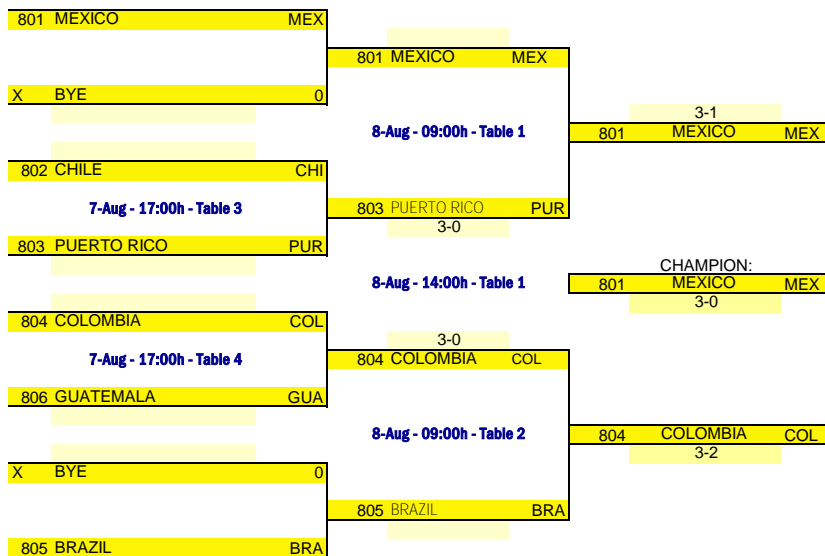 801 MEXICO MEX
801 MEXICO MEX
X BYE 0
3-1
8-Aug - 09:00h - Table 1
801 MEXICO MEX
802 CHILE CHI
7-Aug - 17:00h - Table 3
803 PUERTO RICO PUR
3-0
803 PUERTO RICO PUR
CHAMPION:
8-Aug - 14:00h - Table 1
801 MEXICO MEX
3-0
804 COLOMBIA COL
3-0
7-Aug - 17:00h - Table 4
804 COLOMBIA COL
806 GUATEMALA GUA
8-Aug - 09:00h - Table 2
804 COLOMBIA COL
3-2
X BYE 0
805 BRAZIL BRA
805 BRAZIL BRA